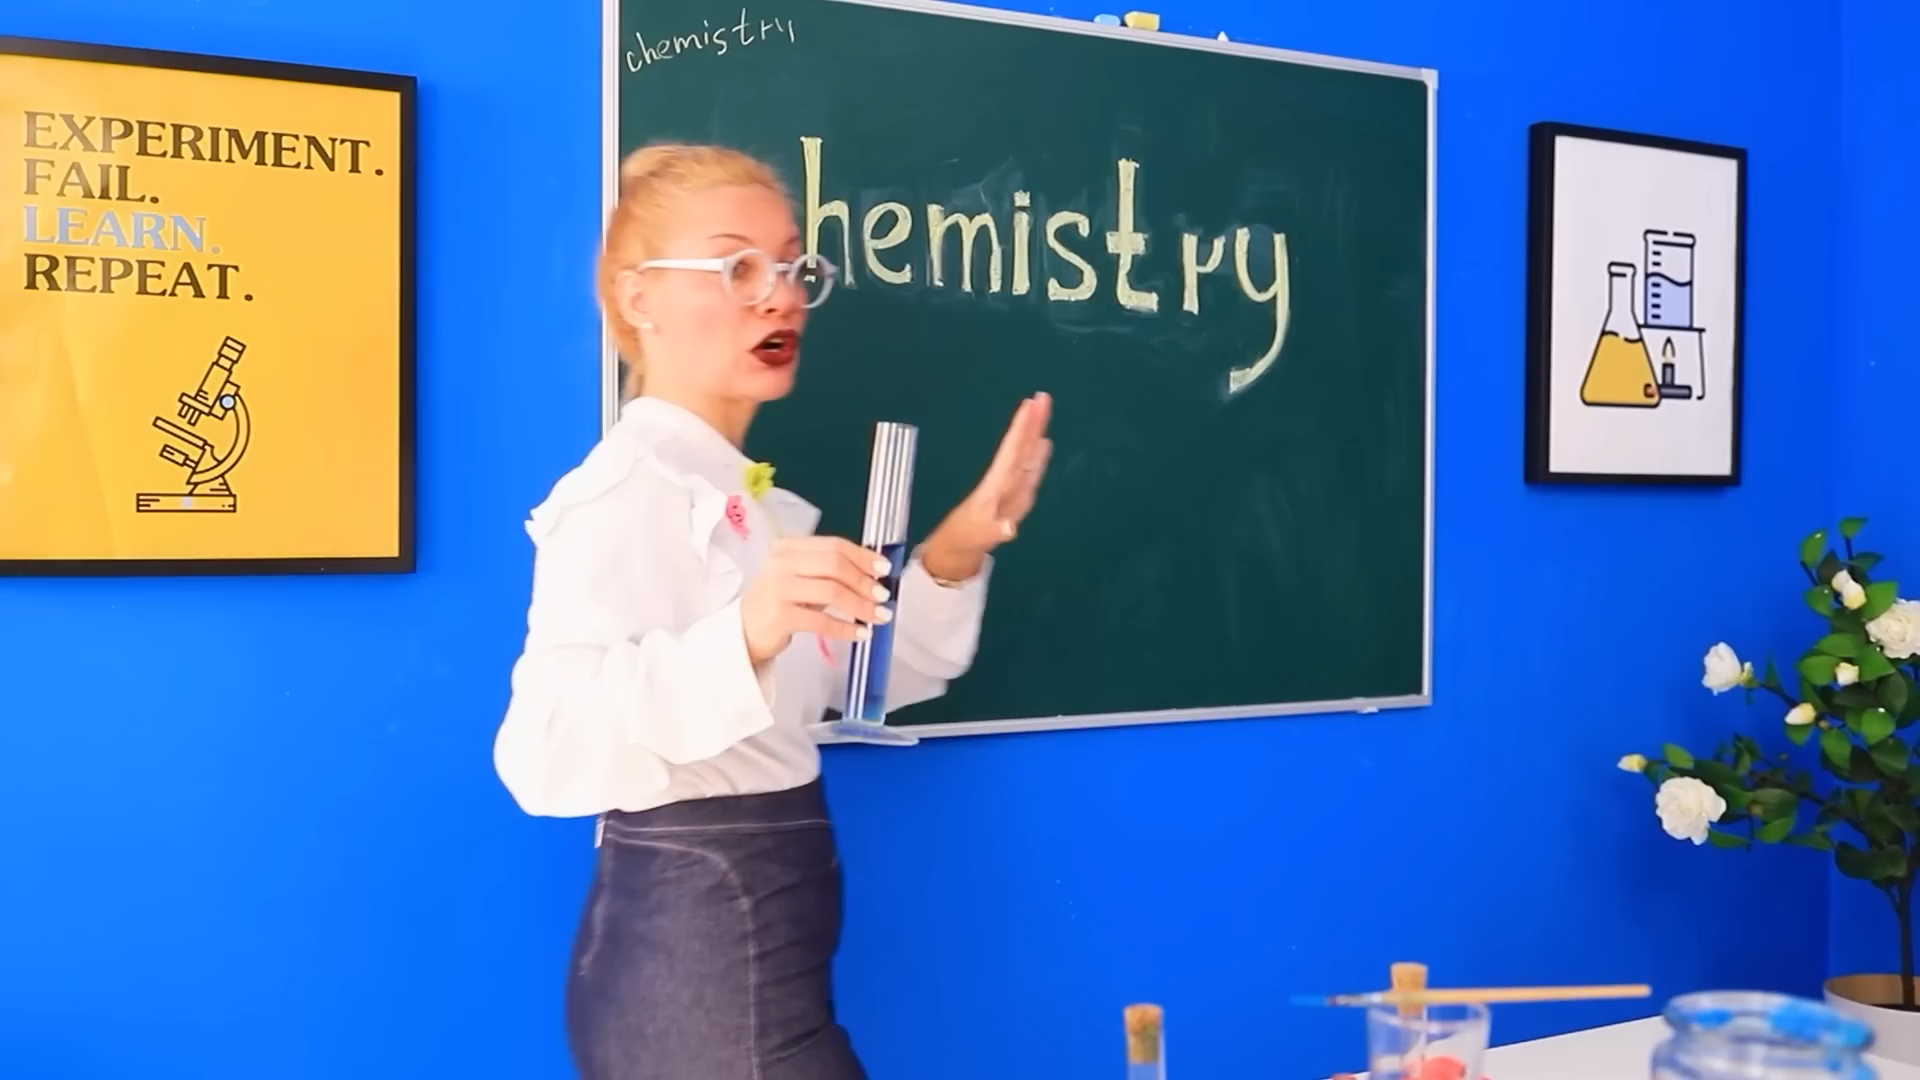 EXPERIMENT.
FAIL.
LEARN.
REPEAT.
chemistry
hemistry